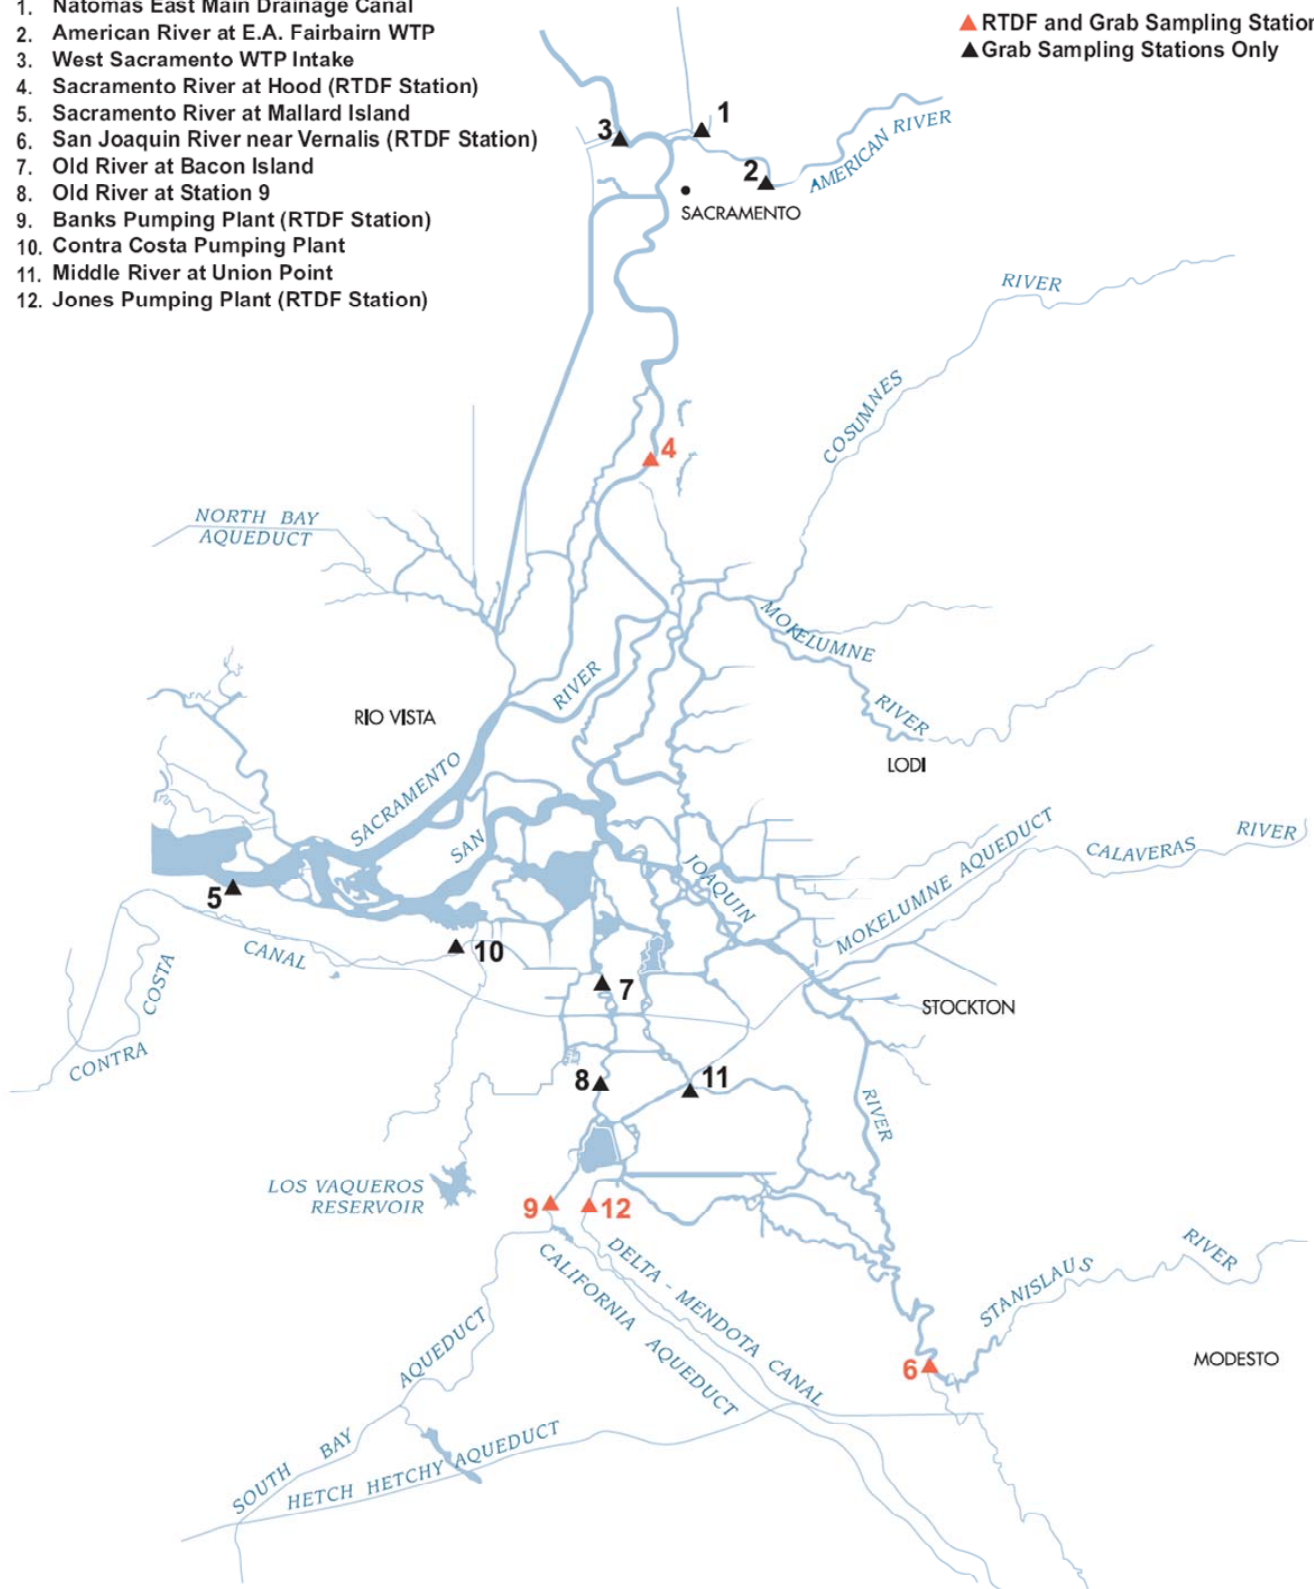 1. Natomas East Main Drainage Canal
2. American River at E.A. Fairbairn WTP
3. West Sacramento WTP Intake
4. Sacramento River at Hood (RTDF Station)
5. Sacramento River at Mallard Island
6. San Joaquin River near Vernalis (RTDF Station)
7. Old River at Bacon Island
8. Old River at Station 9
9. Banks Pumping Plant (RTDF Station)
10. Contra Costa Pumping Plant
11. Middle River at Union Point
12. Jones Pumping Plant (RTDF Station)
RTDF and Grab Sampling Station
Grab Sampling Stations Only
1
3
2
AMERICAN RIVER
SACRAMENTO
RIVER
COSUMNES
4
NORTH BAY
AQUEDUCT
MOKELUMNE
RIVER
RIVER
RIO VISTA
LODI
SACRAMENTO
SAN
JOAQUIN
MOKELUMNE AQUEDUCT
CALAVERAS
RIVER
5
CANAL
10
COSTA
7
STOCKTON
CONTRA
8
11
RIVER
LOS VAQUEROS
RESERVOIR
9
12
DELTA - MENDOTA CANAL
CALIFORNIA AQUEDUCT
STANISLAUS
RIVER
6
MODESTO
AQUEDUCT
SOUTH BAY
HETCH HETCHY AQUEDUCT